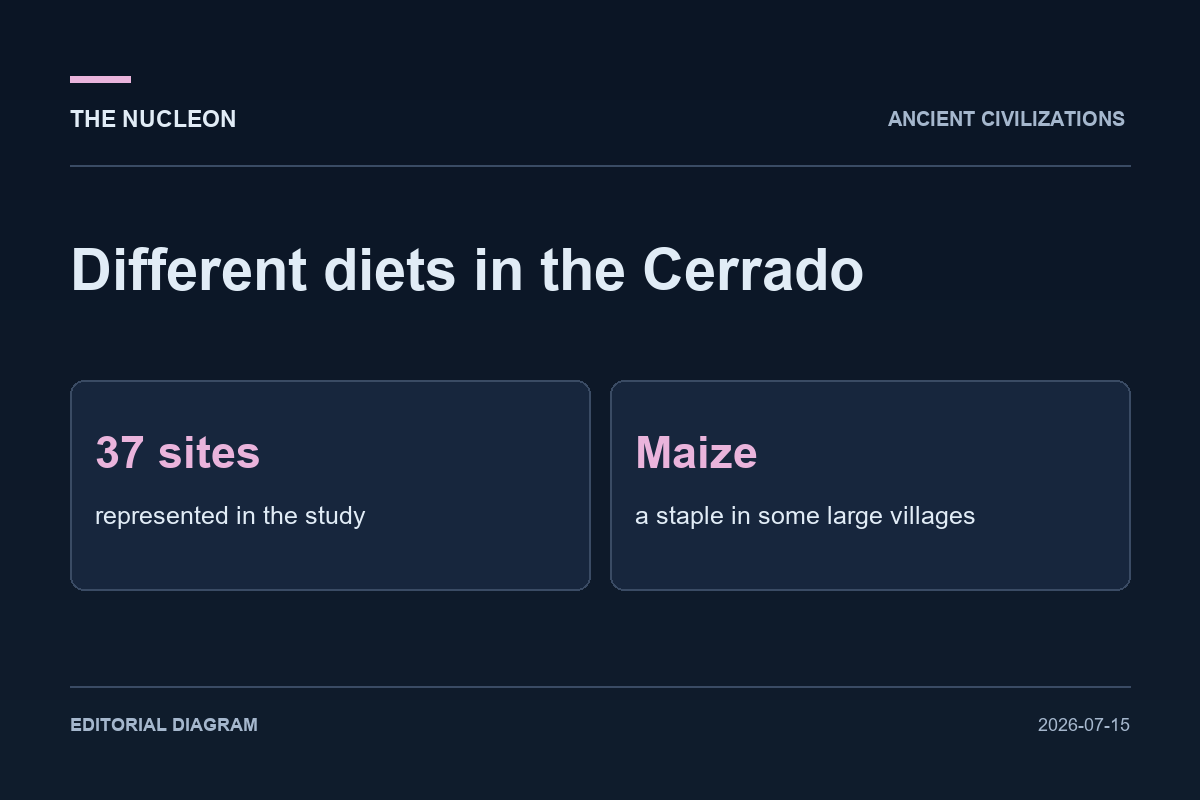 THE NUCLEON
ANCIENT CIVILIZATIONS
Different diets in the Cerrado
37 sites
represented in the study
Maize
a staple in some large villages
EDITORIAL DIAGRAM
2026-07-15